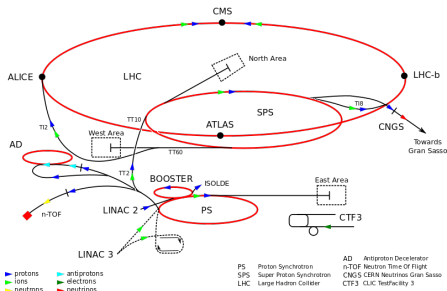 CMS
North Area
ALICE
LHC
LHC-b
SPS
TI8
TT10
ATLAS
CNGS
TI2
West Area
TT60
Towards
Gran Sasso
AD
TT2
BOOSTER
ISOLDE
East Area
n-TOF
LINAC 2
PS
CTF3
LINAC 3
protons
ions
neutrons
antiprotons
electrons
neutrinos
PS Proton Synchrotron
SPS Super Proton Synchrotron
LHC Large Hadron Collider
AD Antiproton Decelerator
n-TOF Neutron Time Of Flight
CNGS CERN Neutrinos Gran Sasso
CTF3 CLIC TestFacility 3